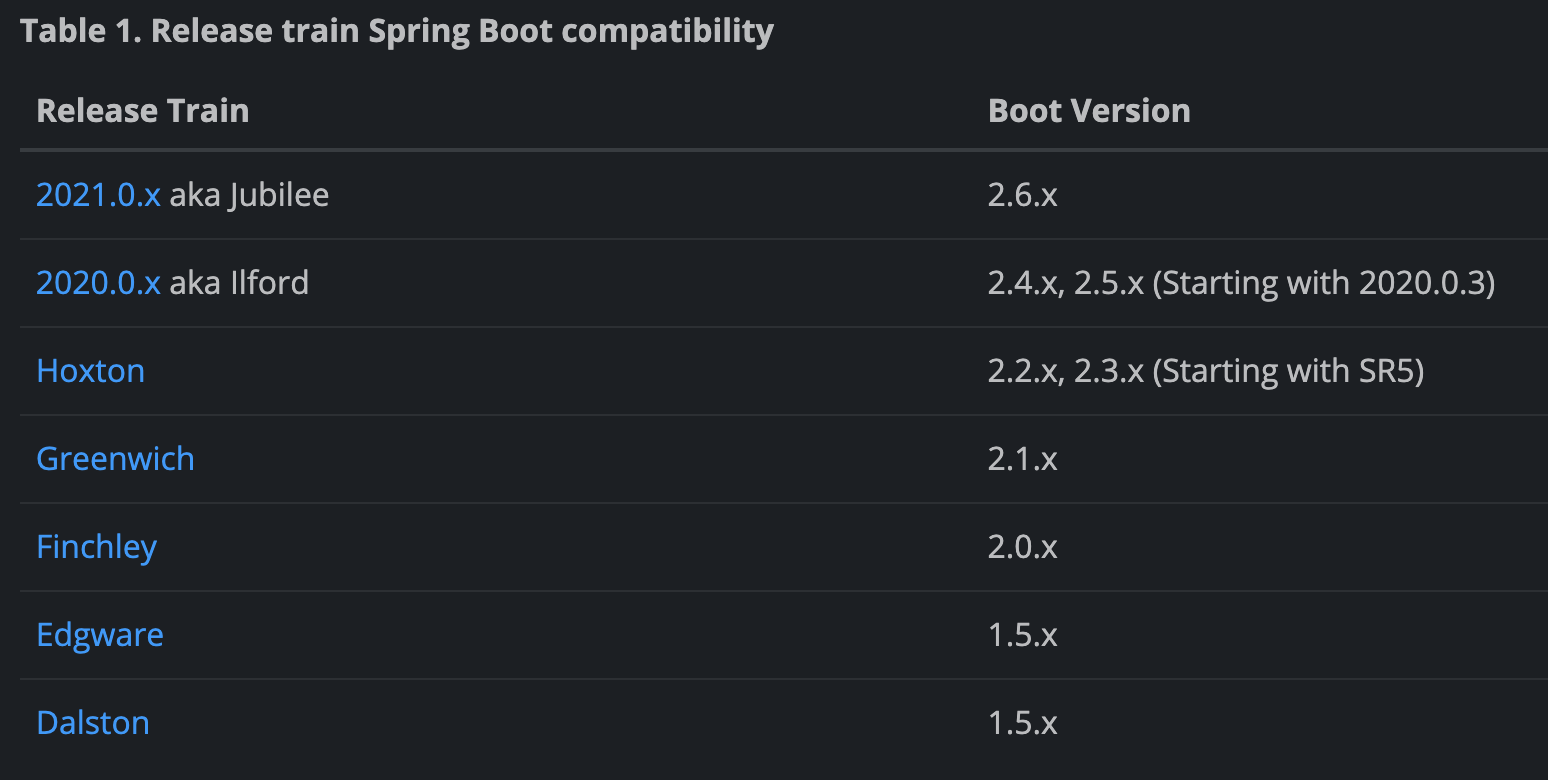 Table 1. Release train Spring Boot compatibility
Release Train Boot Version
2021.0.x aka Jubilee 2.6.x
2020.0.x aka Ilford 2.4.x, 2.5.x (Starting with 2020.0.3)
Hoxton 2.2.x, 2.3.x (Starting with SR5)
Greenwich 2.1.x
Finchley 2.0.x
Edgware 1.5.x
Dalston 1.5.x